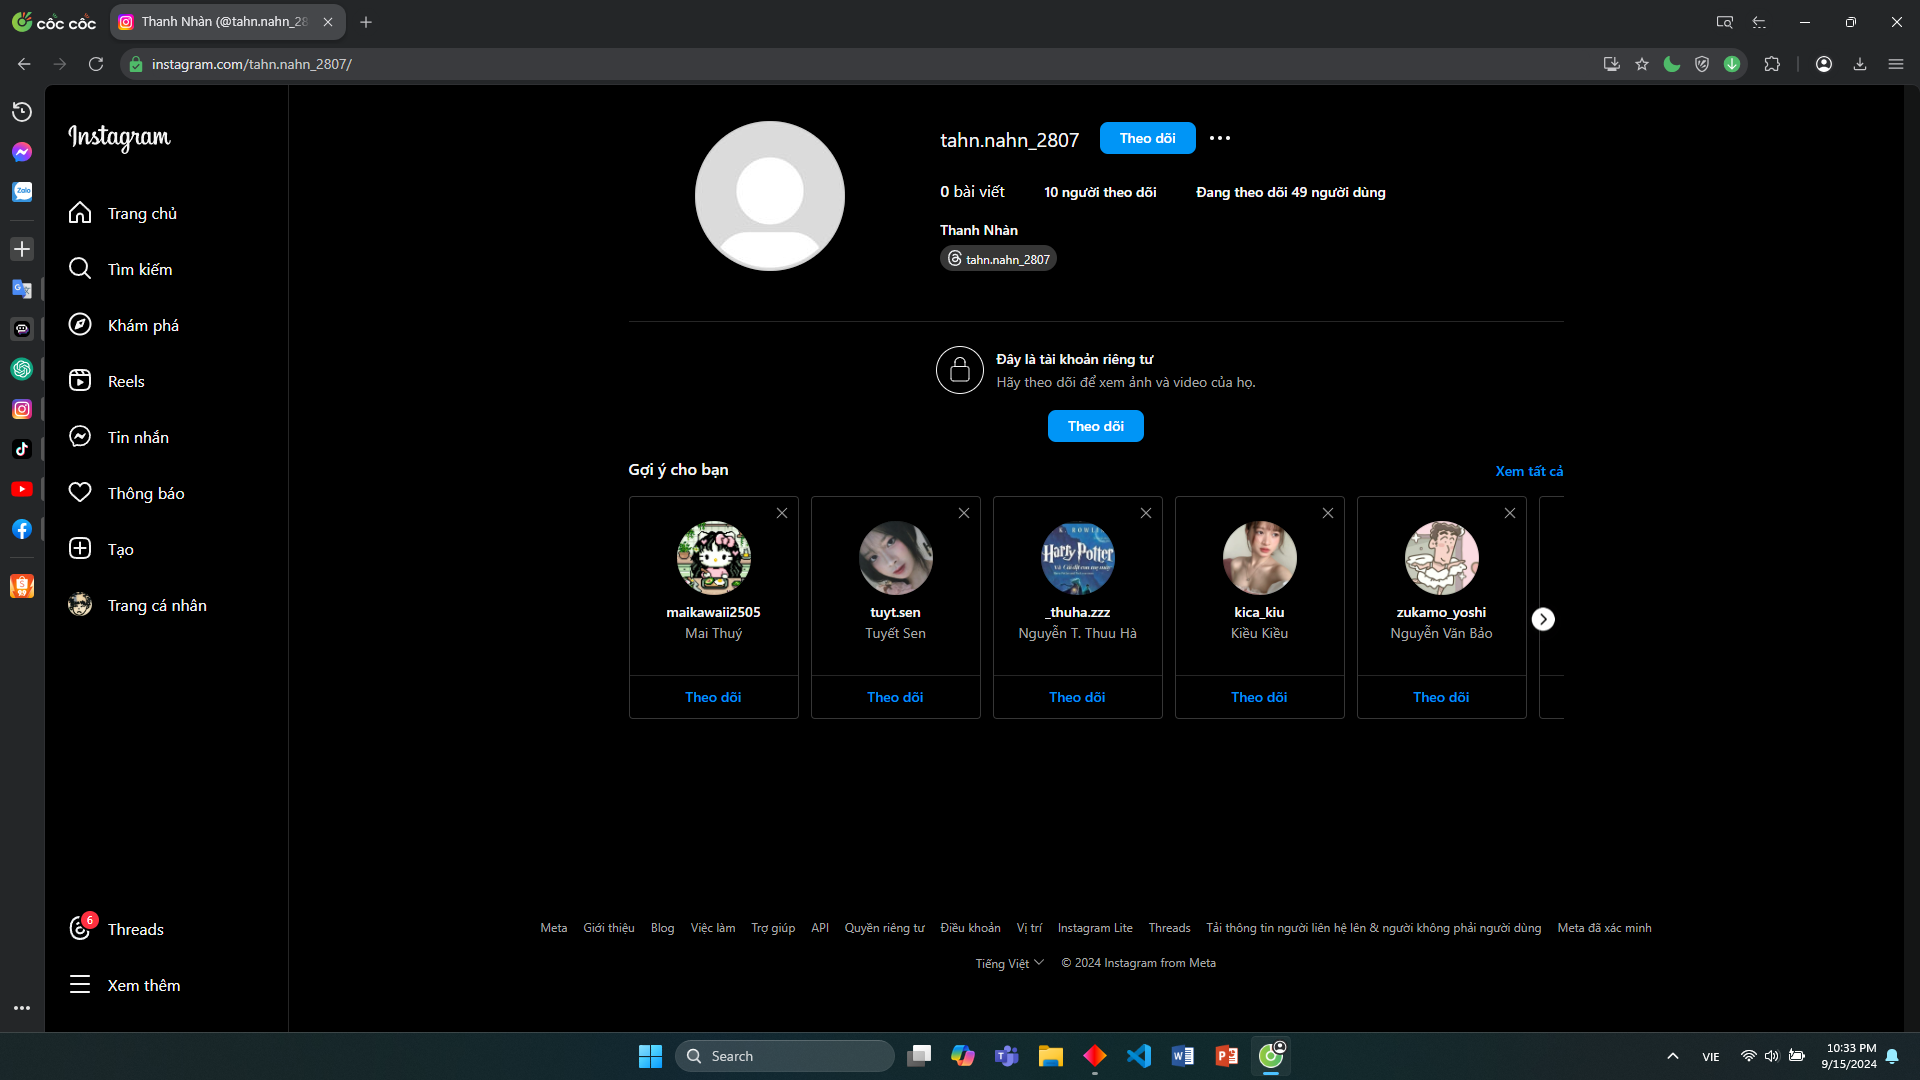 cốc cốc
Thanh Nhàn (@tahn.nahn_28
instagram.com/tahn.nahn_2807/
Instagram
Trang chủ
Tìm kiếm
Khám phá
Reels
Tin nhắn
Thông báo
Tạo
Trang cá nhân
6
Threads
Xem thêm
tahn.nahn_2807
Theo dõi
0 bài viết
10 người theo dõi
Đang theo dõi 49 người dùng
Thanh Nhàn
tahn.nahn_2807
Đây là tài khoản riêng tư
Hãy theo dõi để xem ảnh và video của họ.
Theo dõi
Gợi ý cho bạn
Xem tất cả
maikawaii2505
Mai Thuý
Theo dõi
tuyt.sen
Tuyết Sen
Theo dõi
Harry Potter
_thuha.zzz
Nguyễn T. Thuu Hà
Theo dõi
kica_kiu
Kiều Kiều
Theo dõi
zukamo_yoshi
Nguyễn Văn Bảo
Theo dõi
Meta Giới thiệu Blog Việc làm Trợ giúp API Quyền riêng tư Điều khoản Vị trí Instagram Lite Threads Tải thông tin người liên hệ lên & người không phải người dùng Meta đã xác minh
Tiếng Việt © 2024 Instagram from Meta
Zalo
Search
VIE
10:33 PM
9/15/2024